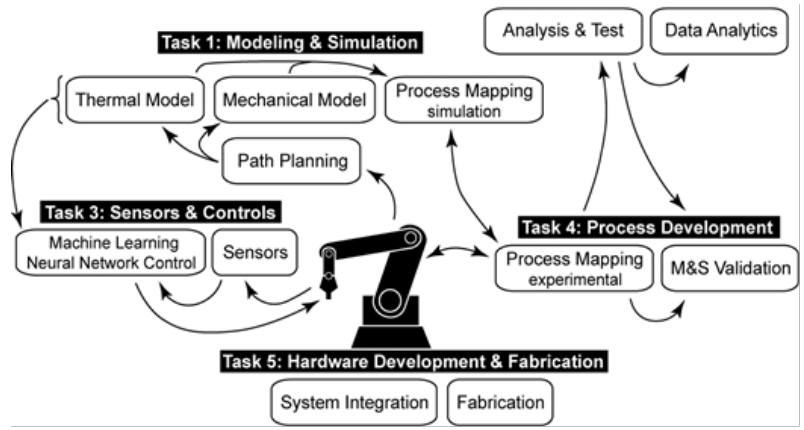 Task 1: Modeling & Simulation
Analysis & Test
Data Analytics
Thermal Model
Mechanical Model
Process Mapping
simulation
Path Planning
Task 3: Sensors & Controls
Machine Learning
Neural Network Control
Sensors
Task 4: Process Development
Process Mapping
experimental
M&S Validation
Task 5: Hardware Development & Fabrication
System Integration
Fabrication